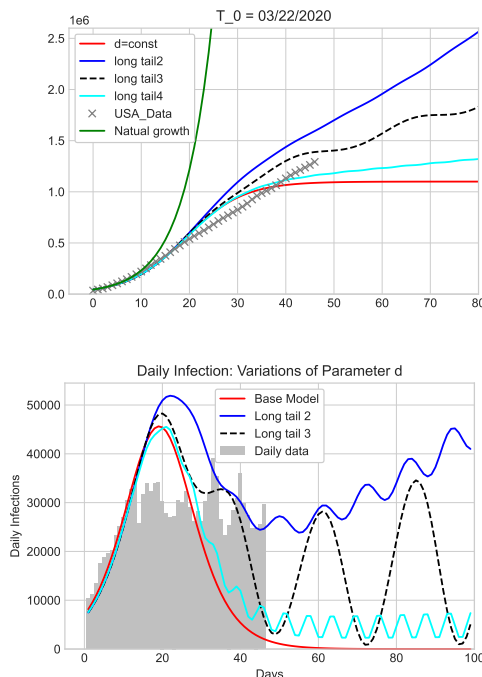 T_0 = 03/22/2020
1e6
2.5
2.0
1.5
1.0
0.5
0.0
d=const
long tail2
long tail3
long tail4
USA_Data
Natual growth
0 10 20 30 40 50 60 70 80
Daily Infection: Variations of Parameter d
Daily Infections
50000
40000
30000
20000
10000
0
Base Model
Long tail 2
Long tail 3
Daily data
0 20 40 60 80 100
Days